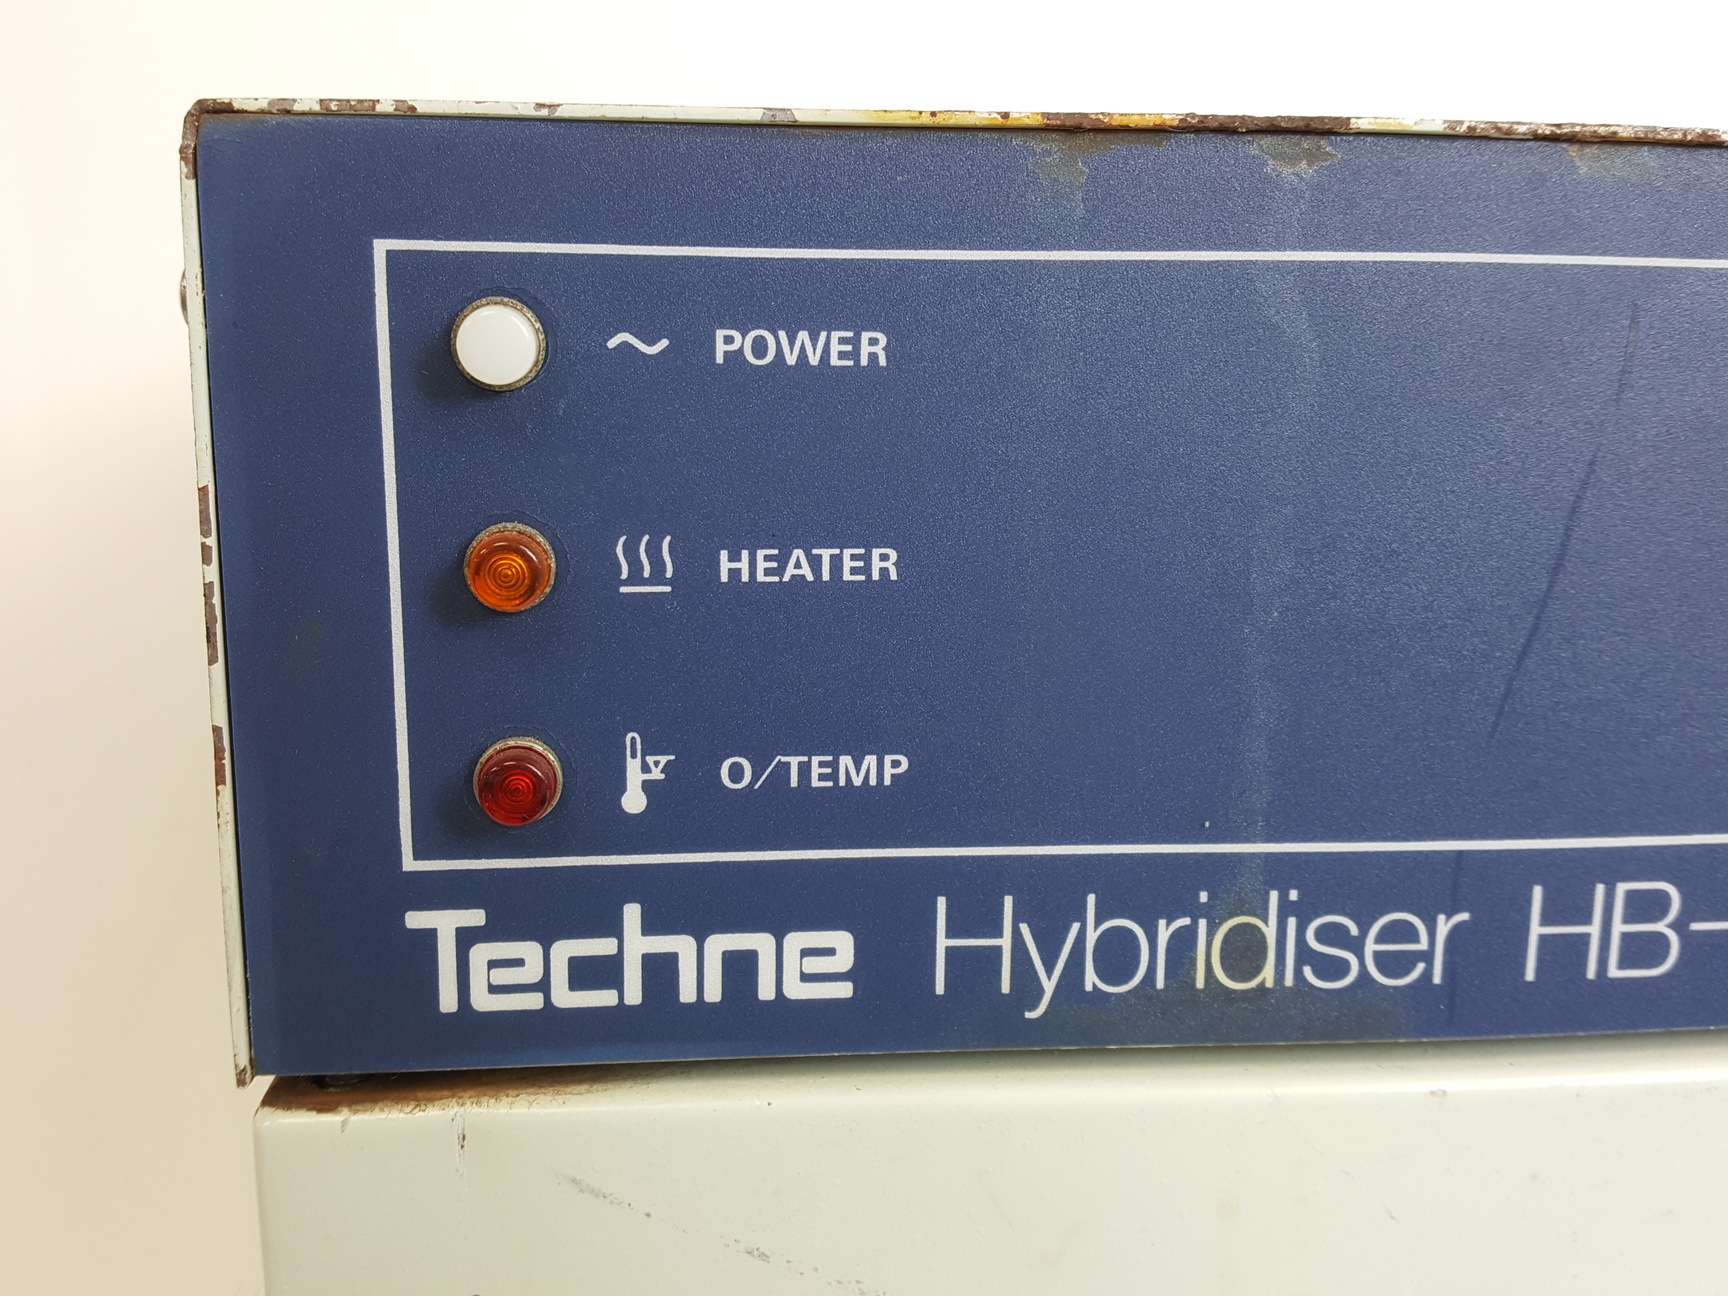 ~ POWER
HEATER
O/TEMP
Techne Hybridiser HB-